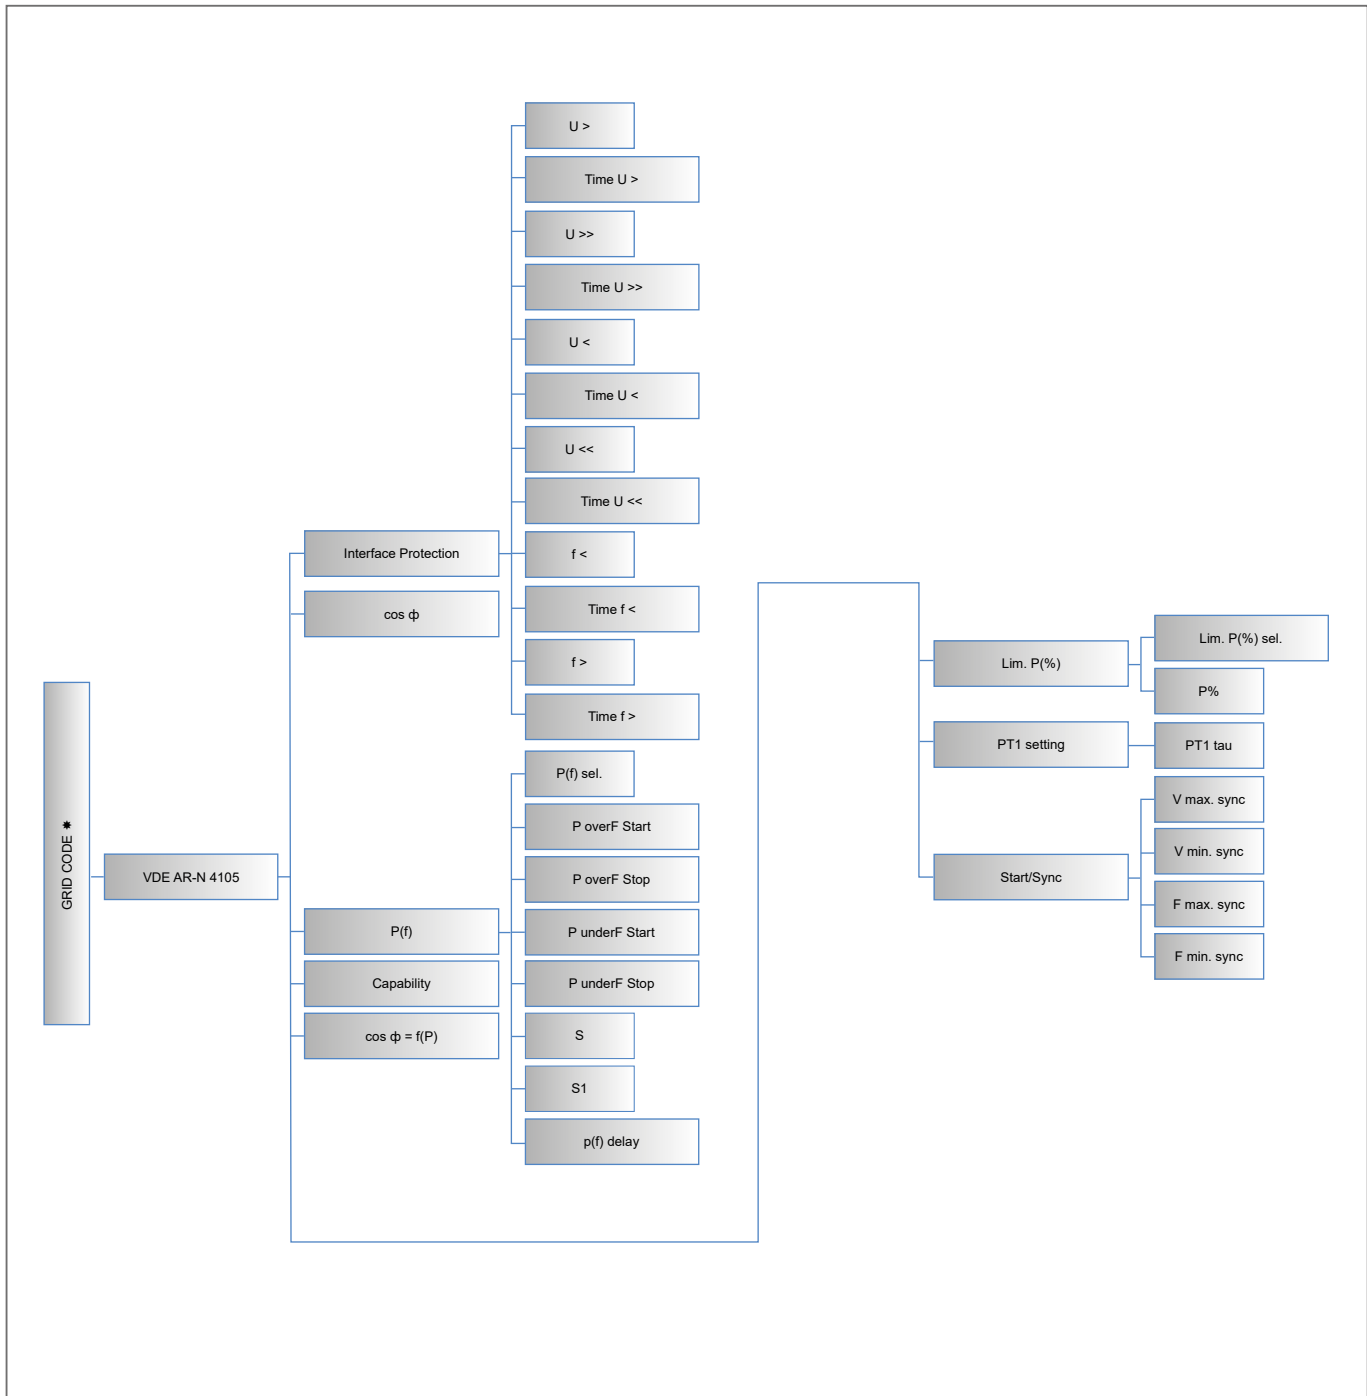 GRID CODE ✸
VDE AR-N 4105
Interface Protection
U >
Time U >
U >>
Time U >>
U <
Time U <
U <<
Time U <<
f <
Time f <
f >
Time f >
cos ф
P(f)
P(f) sel.
P overF Start
P overF Stop
P underF Start
P underF Stop
S
S1
p(f) delay
Capability
cos ф = f(P)
Lim. P(%)
Lim. P(%) sel.
P%
PT1 setting
PT1 tau
Start/Sync
V max. sync
V min. sync
F max. sync
F min. sync